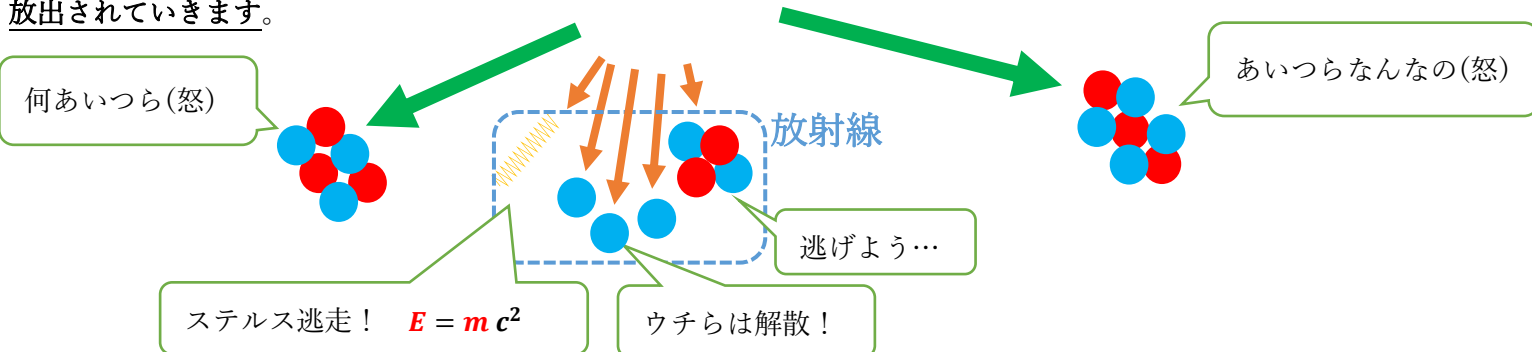 放出されていきます。
何あいつら(怒)
あいつらなんなの(怒)
放射線
逃げよう…
ステルス逃走！ E = m c²
ウチらは解散！